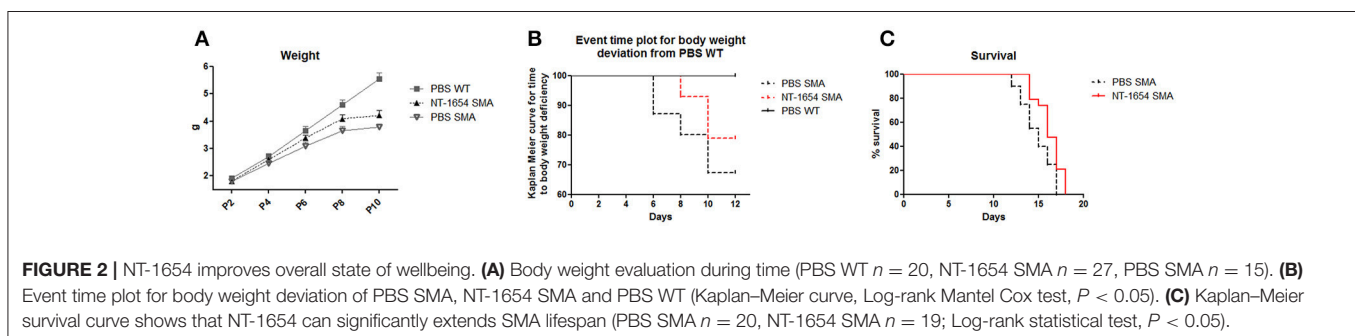 A
Weight
6
5
4
3
2
g
P2
P4
P6
P8
P10
PBS WT
NT-1654 SMA
PBS SMA
B
Event time plot for body weight
deviation from PBS WT
Kaplan Meier curve for time
to body weight deficiency
100
90
80
70
60
0 2 4 6 8 10 12
Days
PBS SMA
NT-1654 SMA
PBS WT
C
Survival
% survival
100
80
60
40
20
0
0 5 10 15 20
Days
PBS SMA
NT-1654 SMA
FIGURE 2 | NT-1654 improves overall state of wellbeing. (A) Body weight evaluation during time (PBS WT n = 20, NT-1654 SMA n = 27, PBS SMA n = 15). (B)
Event time plot for body weight deviation of PBS SMA, NT-1654 SMA and PBS WT (Kaplan–Meier curve, Log-rank Mantel Cox test, P < 0.05). (C) Kaplan–Meier
survival curve shows that NT-1654 can significantly extends SMA lifespan (PBS SMA n = 20, NT-1654 SMA n = 19; Log-rank statistical test, P < 0.05).